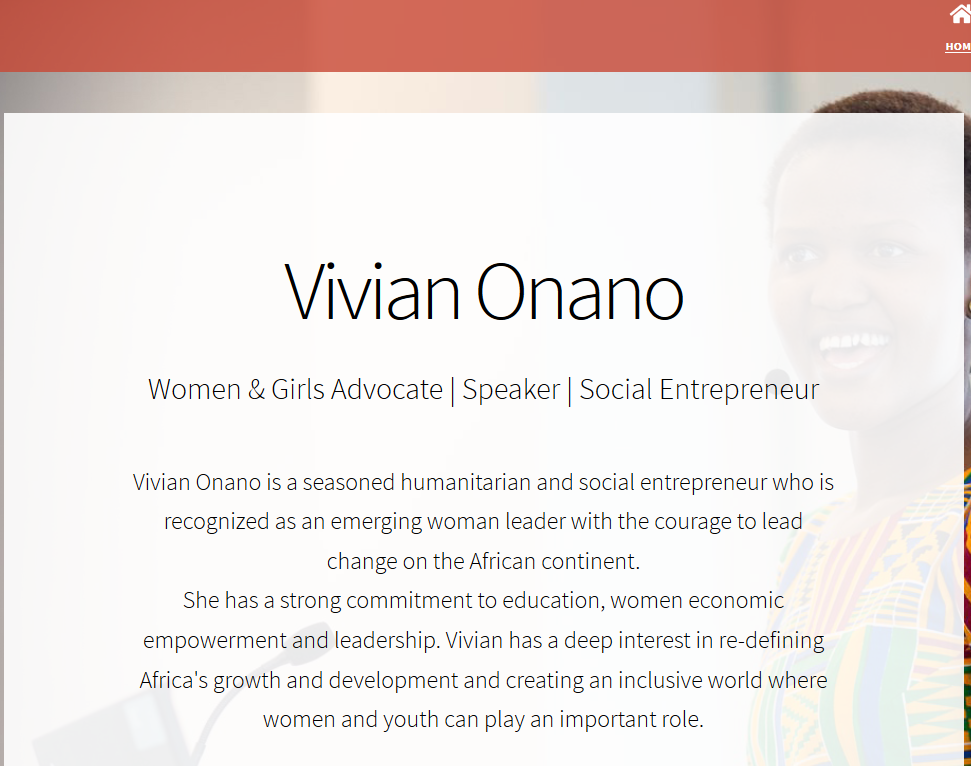 HOM
Vivian Onano
Women & Girls Advocate | Speaker | Social Entrepreneur
Vivian Onano is a seasoned humanitarian and social entrepreneur who is
recognized as an emerging woman leader with the courage to lead
change on the African continent.
She has a strong commitment to education, women economic
empowerment and leadership. Vivian has a deep interest in re-defining
Africa's growth and development and creating an inclusive world where
women and youth can play an important role.